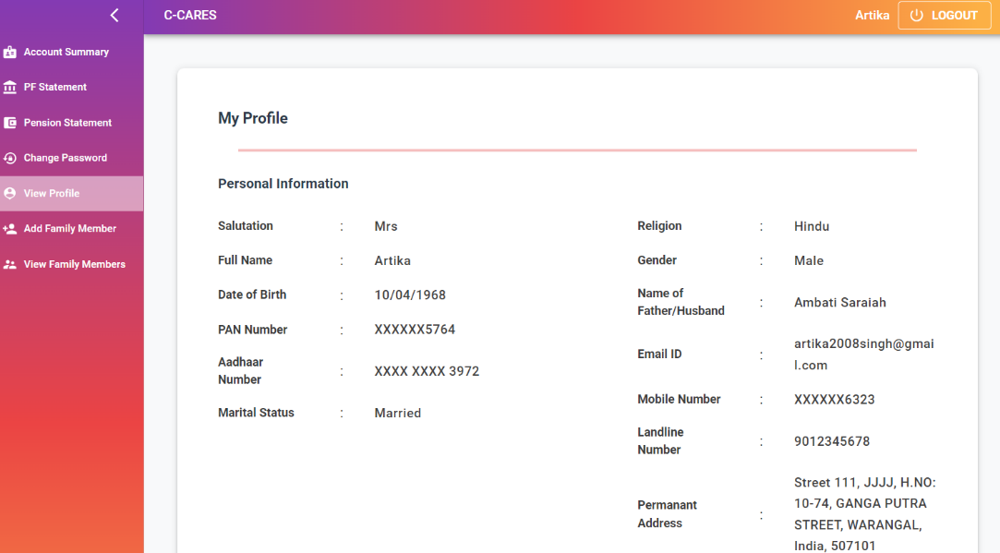 C-CARES
Artika
LOGOUT
Account Summary
PF Statement
Pension Statement
Change Password
View Profile
Add Family Member
View Family Members
My Profile
Personal Information
Salutation : Mrs
Full Name : Artika
Date of Birth : 10/04/1968
PAN Number : XXXXXX5764
Aadhaar
Number : XXXX XXXX 3972
Marital Status : Married
Religion : Hindu
Gender : Male
Name of
Father/Husband : Ambati Saraiah
Email ID : artika2008singh@gmai
l.com
Mobile Number : XXXXXX6323
Landline
Number : 9012345678
Permanant
Address :
Street 111, JJJJ, H.NO:
10-74, GANGA PUTRA
STREET, WARANGAL,
India, 507101